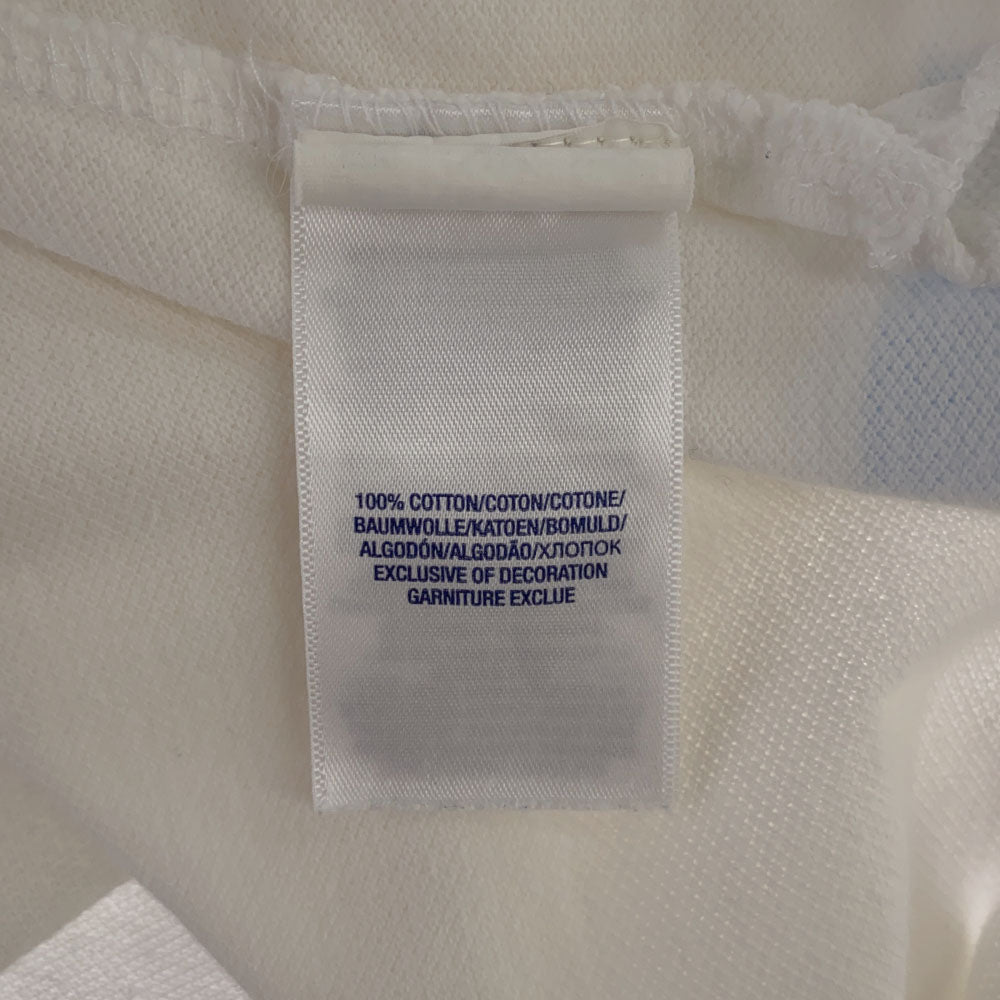 100% COTTON/COTON/COTONE/
BAUMWOLLE/KATOEN/BOMULD/
ALGODÓN/ALGODÃO/ХЛОПОК
EXCLUSIVE OF DECORATION
GARNITURE EXCLUE